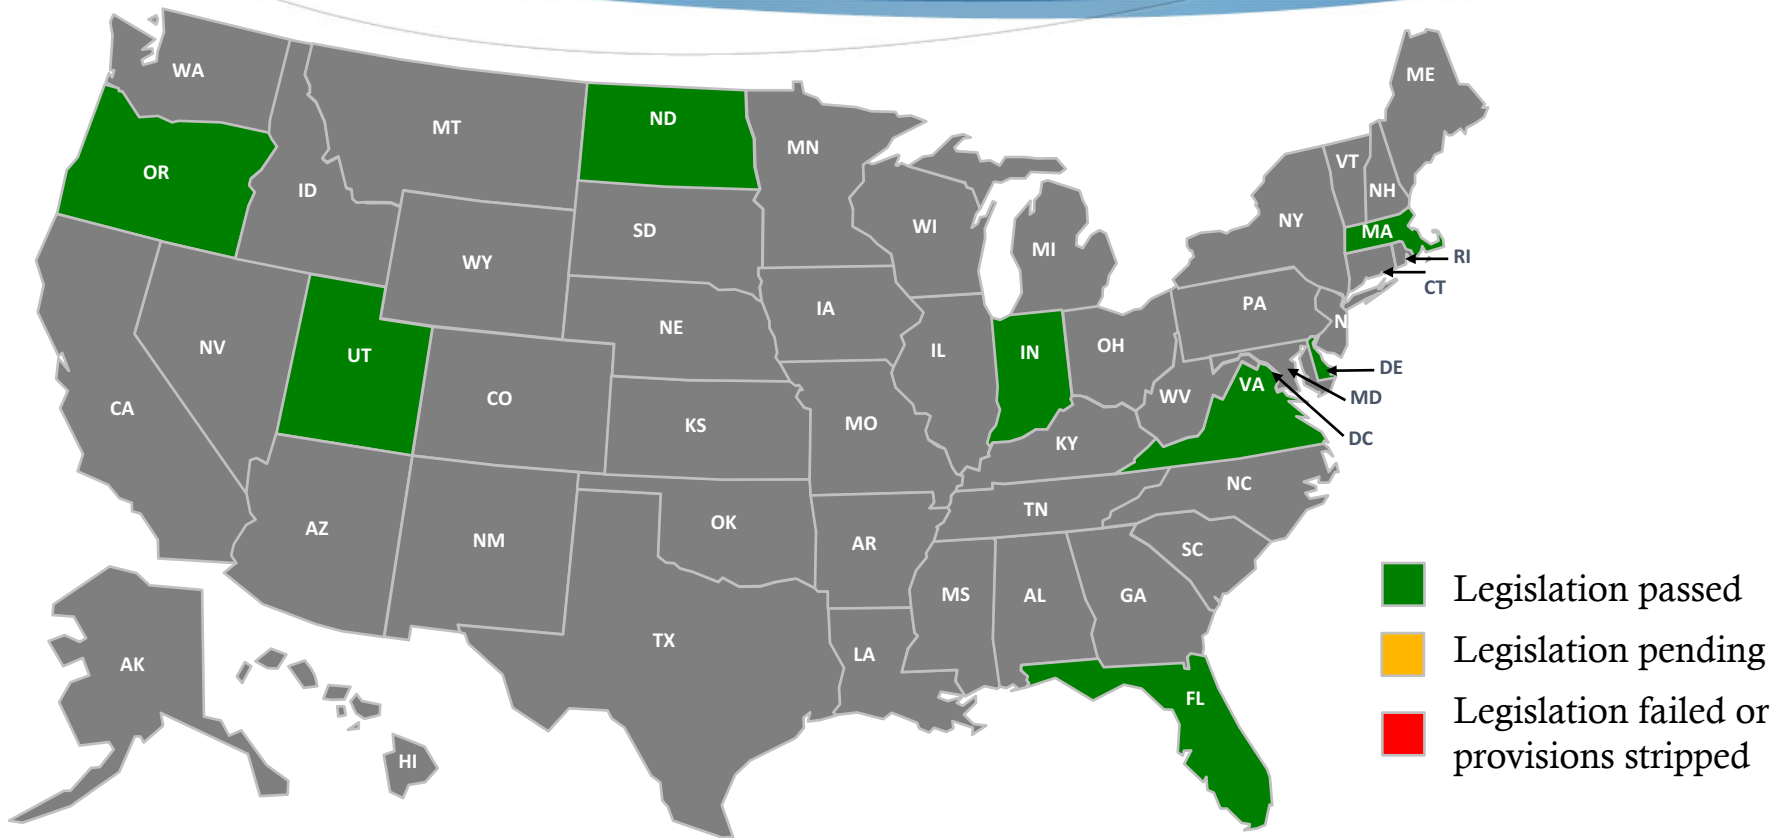 WA
ME
ND
MT
MN
VT
OR
ID
NH
NY
WI
SD
MA
MI
RI
WY
CT
PA
IA
N
NE
OH
NV
UT
IL
IN
DE
VA
CO
WV
MD
CA
KS
MO
DC
KY
NC
TN
AZ
OK
NM
AR
SC
MS
AL
GA
Legislation passed
TX
LA
AK
Legislation pending
FL
HI
Legislation failed or
provisions stripped